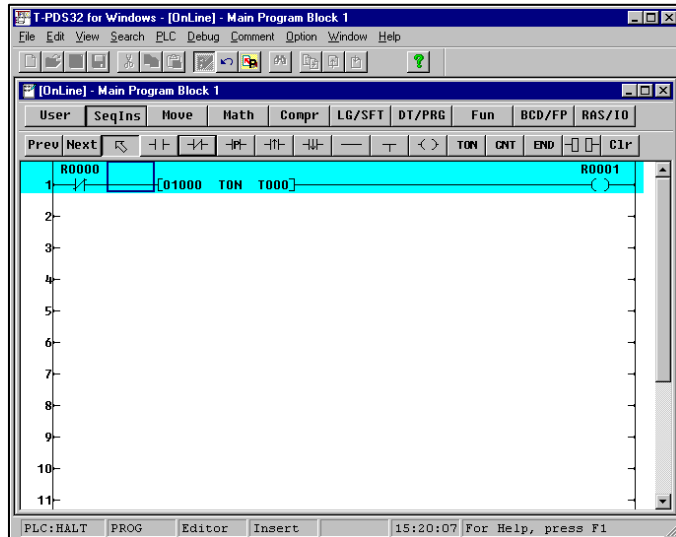 T-PDS32 for Windows - [OnLine] - Main Program Block 1
File Edit View Search PLC Debug Comment Option Window Help
[OnLine] - Main Program Block 1
User SeqIns Move Math Compr LG/SFT DT/PRG Fun BCD/FP RAS/IO
Prev Next P TON CNT END Clr
R0000 R0001
1 [01000 TON T000]
2
3
4
5
6
7
8
9
10
11
PLC:HALT PROG Editor Insert 15:20:07 For Help, press F1